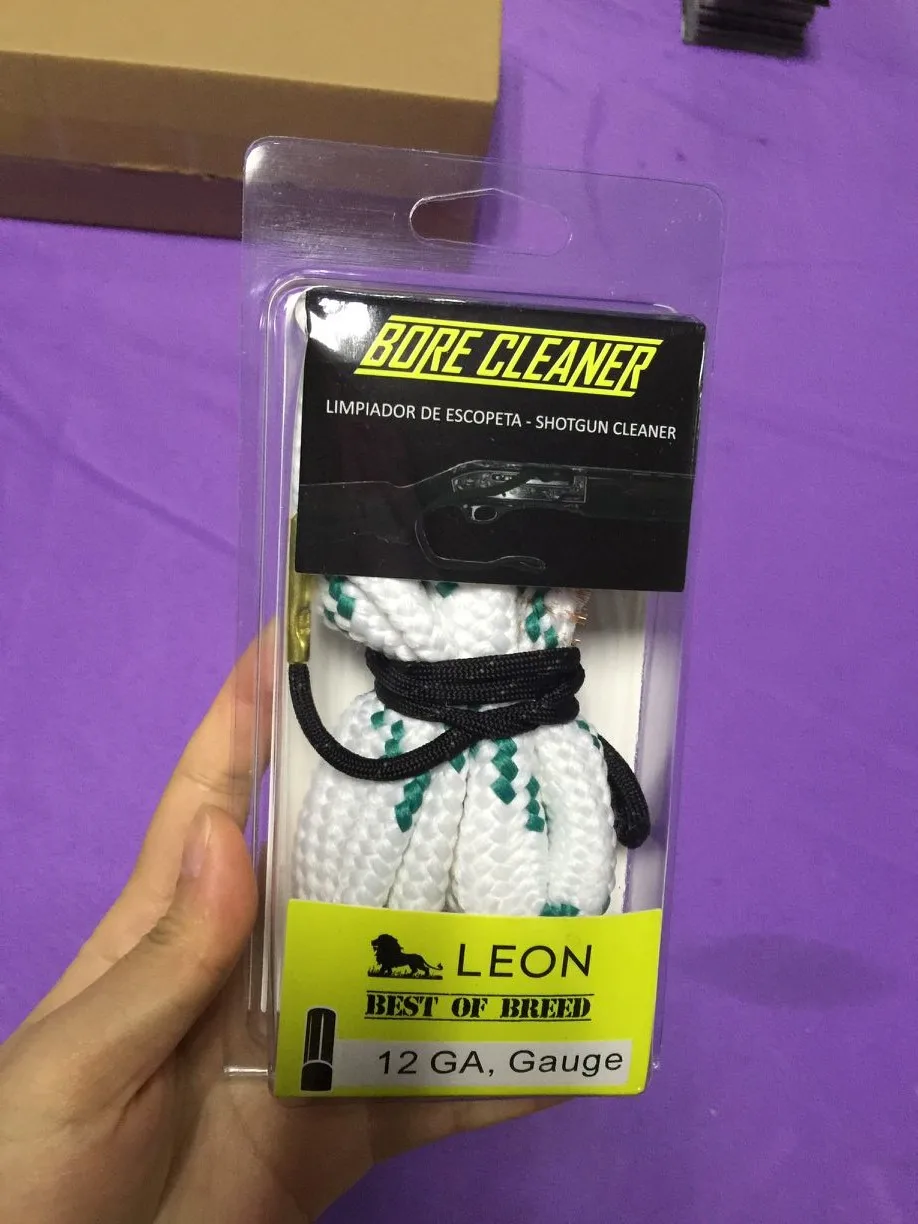 BORE CLEANER
LIMPIADOR DE ESCOPETA - SHOTGUN CLEANER
LEON
BEST OF BREED
12 GA, Gauge